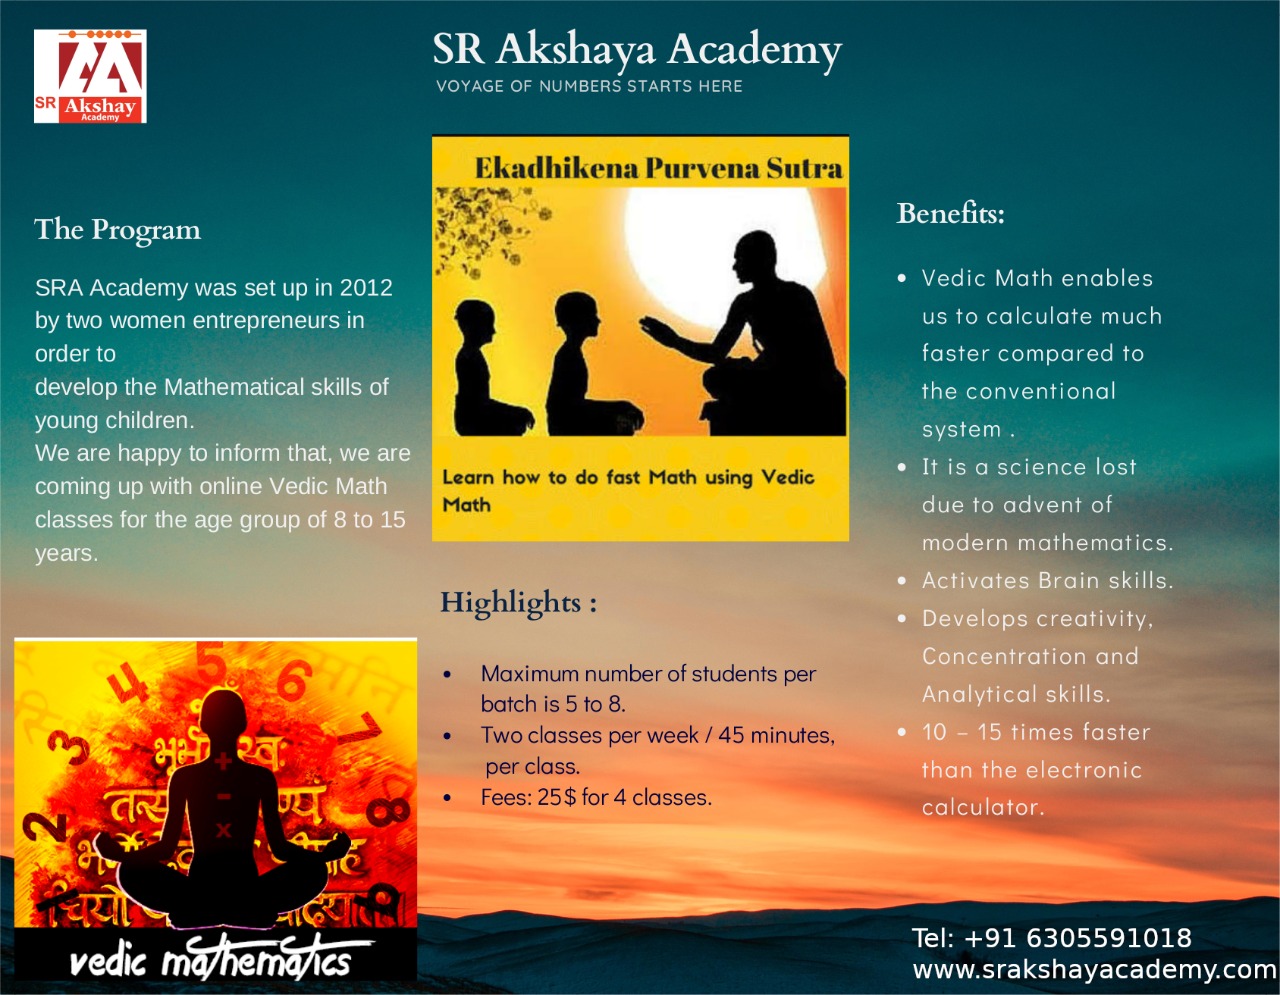 SR
Akshay
Academy
SR Akshaya Academy
VOYAGE OF NUMBERS STARTS HERE
The Program
SRA Academy was set up in 2012
by two women entrepreneurs in
order to
develop the Mathematical skills of
young children.
We are happy to inform that, we are
coming up with online Vedic Math
classes for the age group of 8 to 15
years.
2 3 4 5 6 7 8 9
+
-
x
vedic mathematics
Ekadhikena Purvena Sutra
Learn how to do fast Math using Vedic
Math
Highlights :
• Maximum number of students per
batch is 5 to 8.
• Two classes per week / 45 minutes,
per class.
• Fees: 25$ for 4 classes.
Benefits:
• Vedic Math enables
us to calculate much
faster compared to
the conventional
system .
• It is a science lost
due to advent of
modern mathematics.
• Activates Brain skills.
• Develops creativity,
Concentration and
Analytical skills.
• 10 – 15 times faster
than the electronic
calculator.
Tel: +91 6305591018
www.srakshayacademy.com